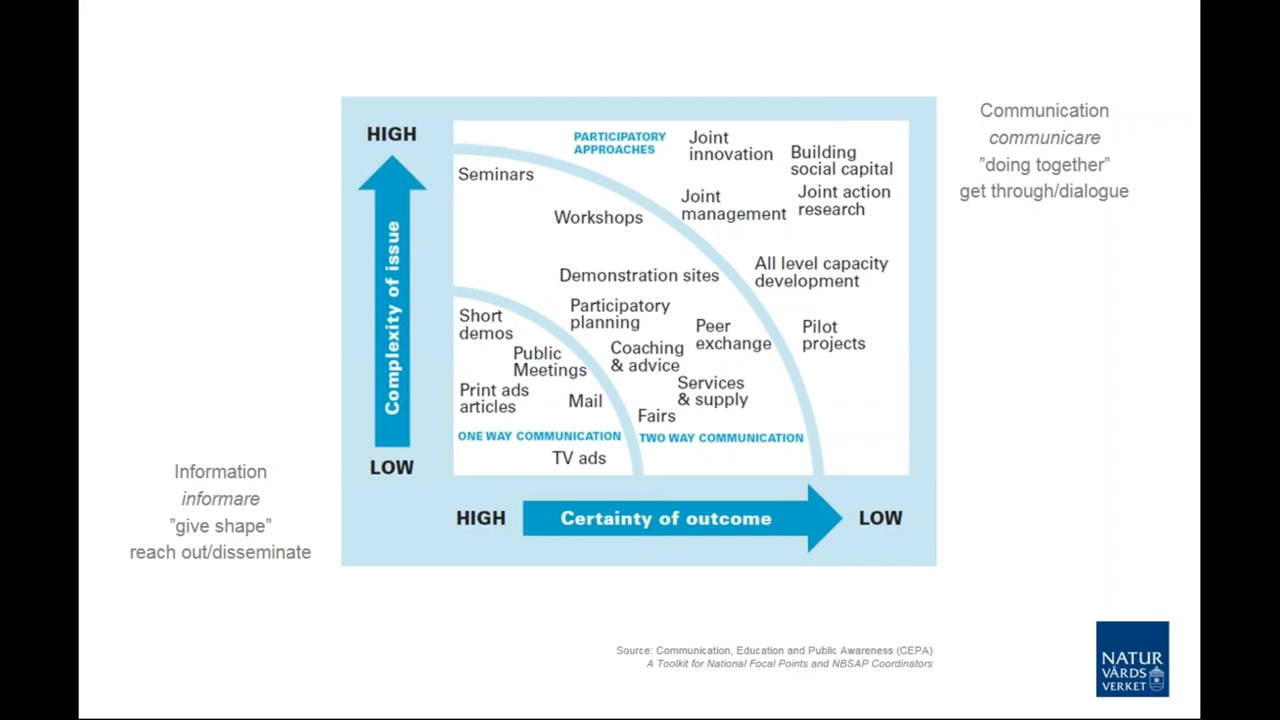 HIGH
Complexity of issue
LOW
PARTICIPATORY
APPROACHES
Joint
innovation
Building
social capital
Joint
management
Joint action
research
All level capacity
development
Pilot
projects
Seminars
Workshops
Demonstration sites
Participatory
planning
Peer
exchange
Coaching
& advice
Services
& supply
Fairs
TWO WAY COMMUNICATION
Short
demos
Public
Meetings
Print ads
articles
Mail
ONE WAY COMMUNICATION
TV ads
HIGH
Certainty of outcome
LOW
Communication
communicare
”doing together”
get through/dialogue
Information
informare
”give shape”
reach out/disseminate
Source: Communication, Education and Public Awareness (CEPA)
A Toolkit for National Focal Points and NBSAP Coordinators
NATUR
VÅRDS
VERKET